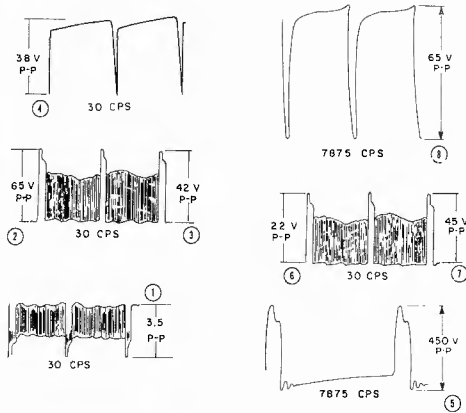 38 V
P-P
4
30 CPS
65 V
P-P
7875 CPS
8
65 V
P-P
42 V
P-P
2
30 CPS
3
22 V
P-P
45 V
P-P
6
30 CPS
7
1
3.5
P-P
30 CPS
450 V
P-P
7875 CPS
5